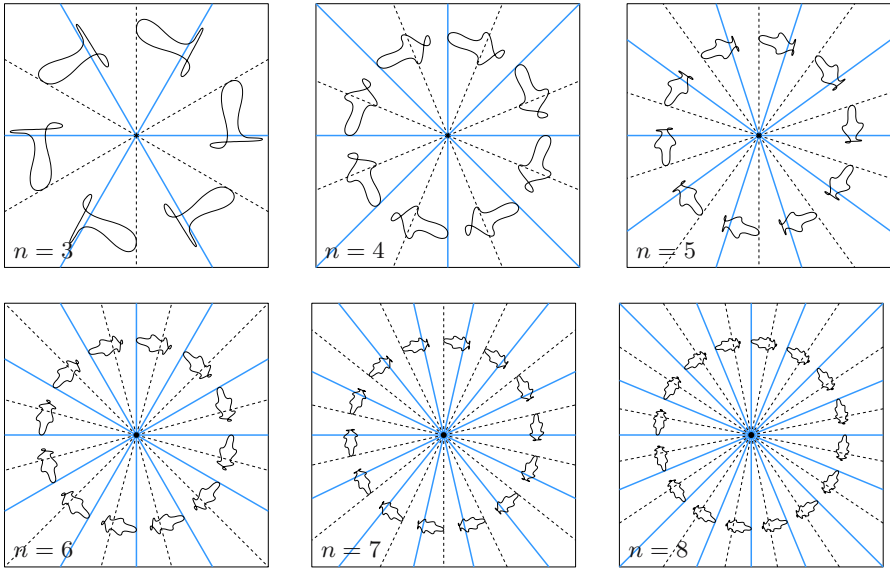 n = 3
n = 4
n = 5
n = 6
n = 7
n = 8